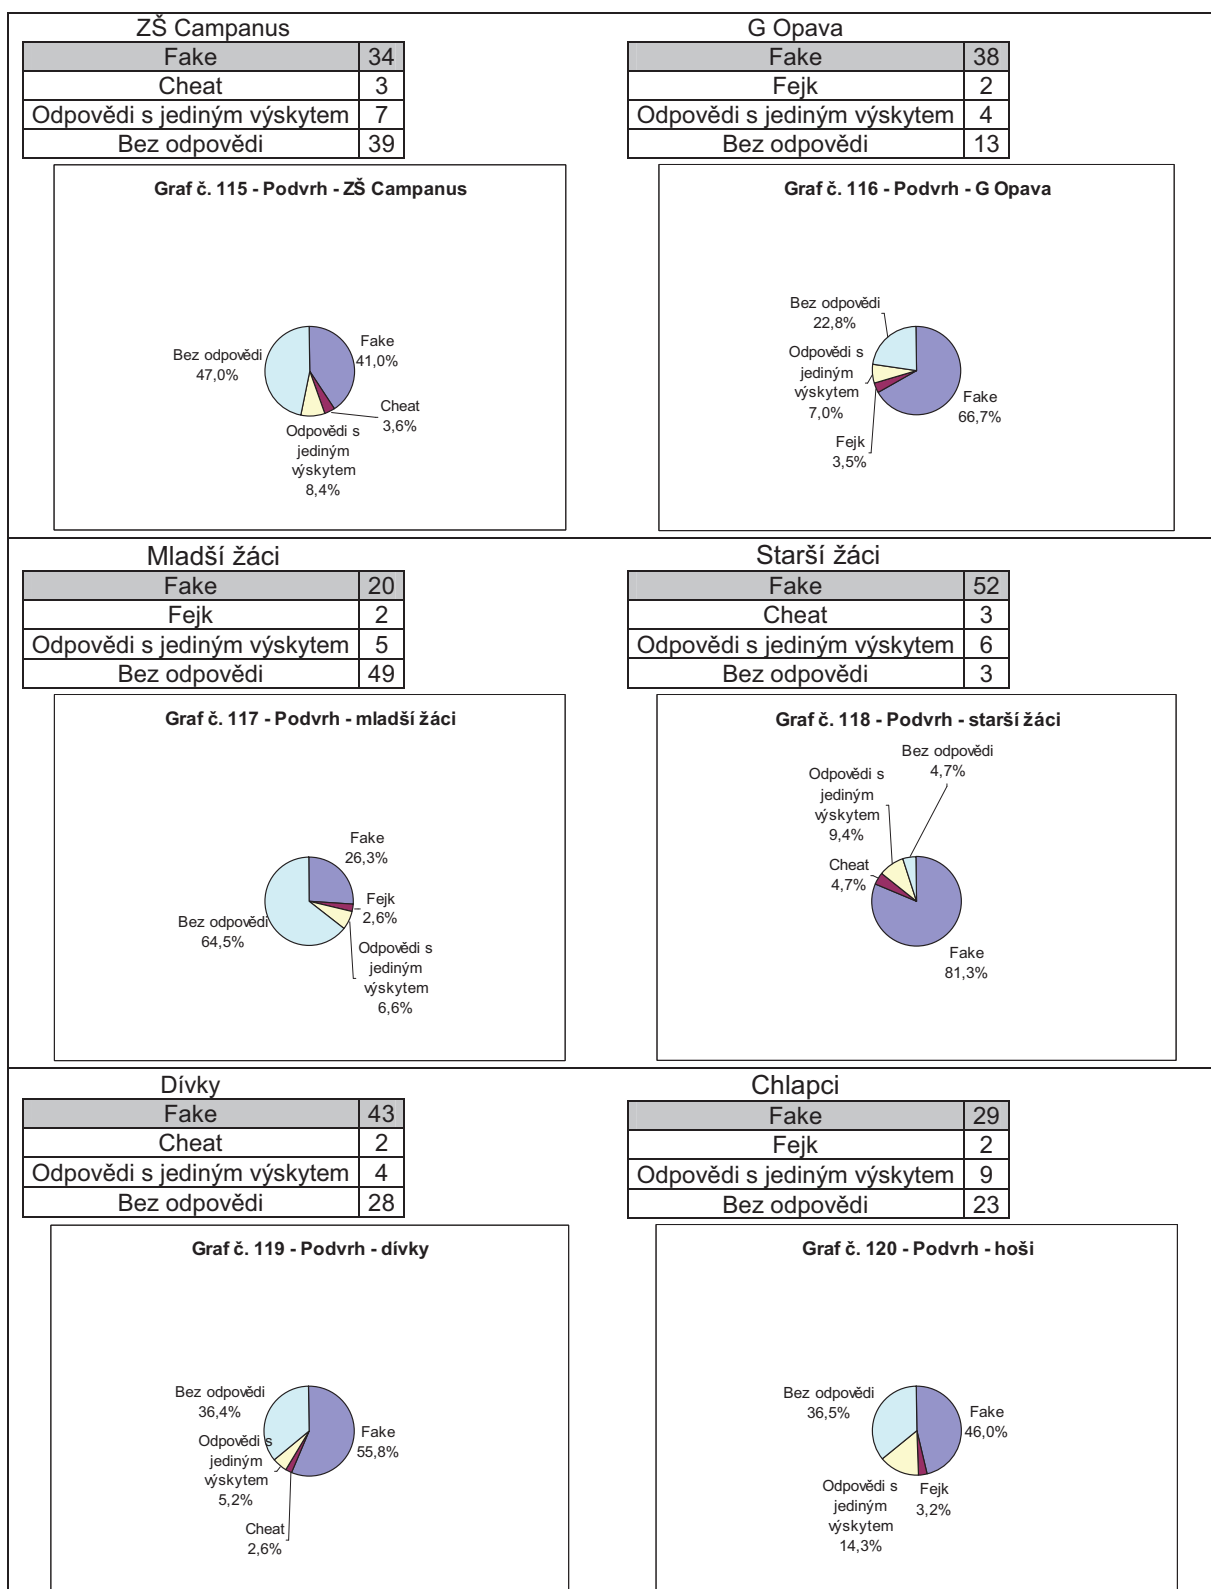 ZŠ Campanus
Fake 34
Cheat 3
Odpovědi s jediným výskytem 7
Bez odpovědi 39
Graf č. 115 - Podvrh - ZŠ Campanus
Fake
41,0%
Cheat
3,6%
Odpovědi s
jediným
výskytem
8,4%
Bez odpovědi
47,0%
G Opava
Fake 38
Fejk 2
Odpovědi s jediným výskytem 4
Bez odpovědi 13
Graf č. 116 - Podvrh - G Opava
Bez odpovědi
22,8%
Odpovědi s
jediným
výskytem
7,0%
Fejk
3,5%
Fake
66,7%
Mladší žáci
Fake 20
Fejk 2
Odpovědi s jediným výskytem 5
Bez odpovědi 49
Graf č. 117 - Podvrh - mladší žáci
Fake
26,3%
Fejk
2,6%
Odpovědi s
jediným
výskytem
6,6%
Bez odpovědi
64,5%
Starší žáci
Fake 52
Cheat 3
Odpovědi s jediným výskytem 6
Bez odpovědi 3
Graf č. 118 - Podvrh - starší žáci
Bez odpovědi
4,7%
Odpovědi s
jediným
výskytem
9,4%
Cheat
4,7%
Fake
81,3%
Dívky
Fake 43
Cheat 2
Odpovědi s jediným výskytem 4
Bez odpovědi 28
Graf č. 119 - Podvrh - dívky
Bez odpovědi
36,4%
Odpovědi s
jediným
výskytem
5,2%
Cheat
2,6%
Fake
55,8%
Chlapci
Fake 29
Fejk 2
Odpovědi s jediným výskytem 9
Bez odpovědi 23
Graf č. 120 - Podvrh - hoši
Bez odpovědi
36,5%
Fake
46,0%
Odpovědi s
jediným
výskytem
14,3%
Fejk
3,2%